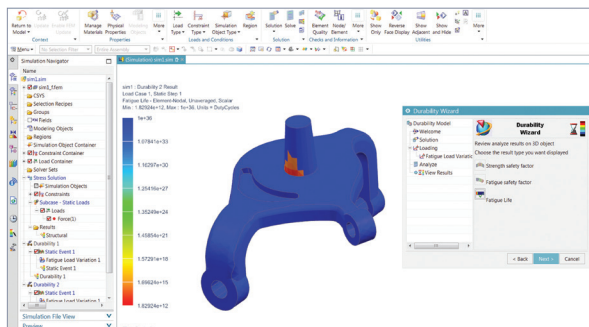 Return to Model
Manage Materials
Physical Properties
More
Load Type
Constraint Type
Simulation Object Type
Region
Solution
Solve
More
Element Quality
Node/Element
More
Show Only
Reverse Face Display
Show Adjacent
Show and Hide
More
Context
Properties
Loads and Conditions
Solution
Checks and Information
Utilities
Menu
No Selection Filter
Entire Assembly
Simulation Navigator
(Simulation) sim1.sim
Name
sim1.sim
sim1_f.fem
CSYS
Selection Recipes
Groups
Fields
Modeling Objects
Regions
Simulation Object Container
Constraint Container
Load Container
Solver Sets
Stress Solution
Simulation Objects
Constraints
Subcase - Static Loads
Loads
Force(1)
Results
Structural
Durability 1
Static Event 1
Fatigue Load Variation 1
Static Event 1
Durability 1
Durability 2
Static Event 1
Fatigue Load Variation 1
Simulation File View
Preview
sim1 : Durability 2 Result
Load Case 1, Static Step 1
Fatigue Life - Element-Nodal, Unaveraged, Scalar
Min : 1.82924e+12, Max : 1e+36, Units = DutyCycles
1e+36
1.07841e+33
1.16297e+30
1.25416e+27
1.35249e+24
1.45854e+21
1.57291e+18
1.69624e+15
1.82924e+12
Durability Wizard
Durability Model
Welcome
Solution
Loading
Fatigue Load Variatic
Analyze
View Results
Durability
Wizard
Review analyze results on 3D object
Choose the result type you want displayed
Strength safety factor
Fatigue safety factor
Fatigue Life
< Back
Next >
Cancel